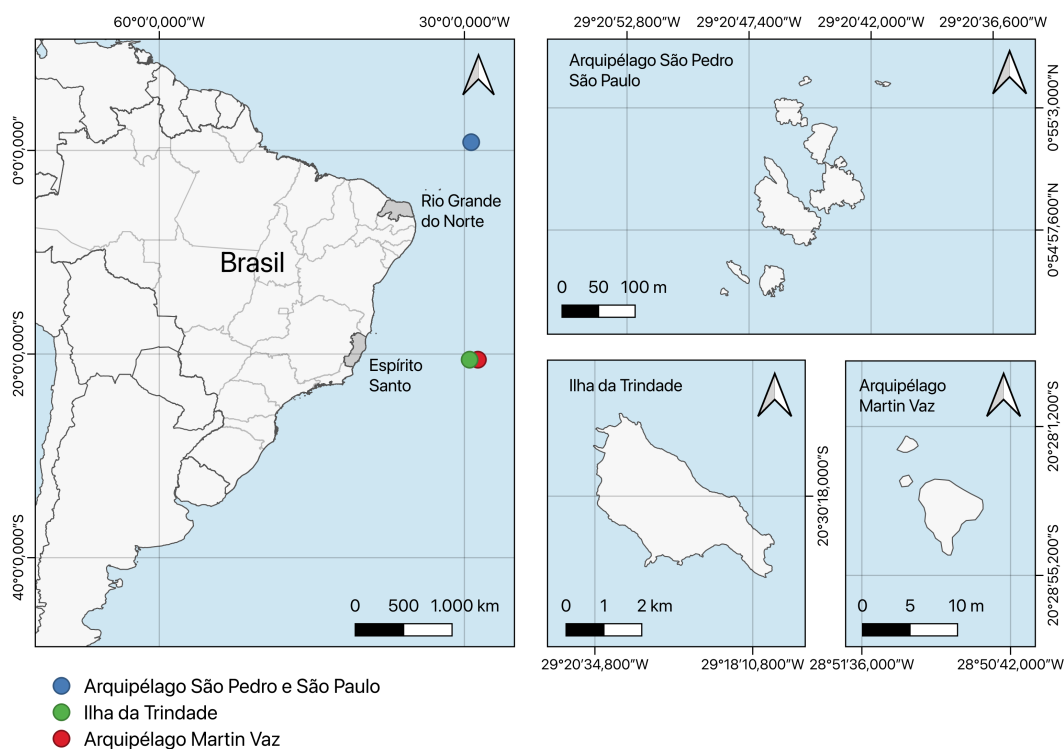 60°0'0,000"W
30°0'0,000"W
0°0'0,000"
20°0'0,000"S
40°0'0,000"S
Rio Grande
do Norte
Brasil
Espírito
Santo
0 500 1.000 km
29°20'52,800"W
29°20'47,400"W
29°20'42,000"W
29°20'36,600"W
Arquipélago São Pedro
São Paulo
0°55'3,000"N
0°54'57,600"N
0 50 100 m
Ilha da Trindade
20°30'18,000"S
0 1 2 km
29°20'34,800"W
29°18'10,800"W
Arquipélago
Martin Vaz
20°28'1,200"S
20°28'55,200"S
0 5 10 m
28°51'36,000"W
28°50'42,000"W
Arquipélago São Pedro e São Paulo
Ilha da Trindade
Arquipélago Martin Vaz